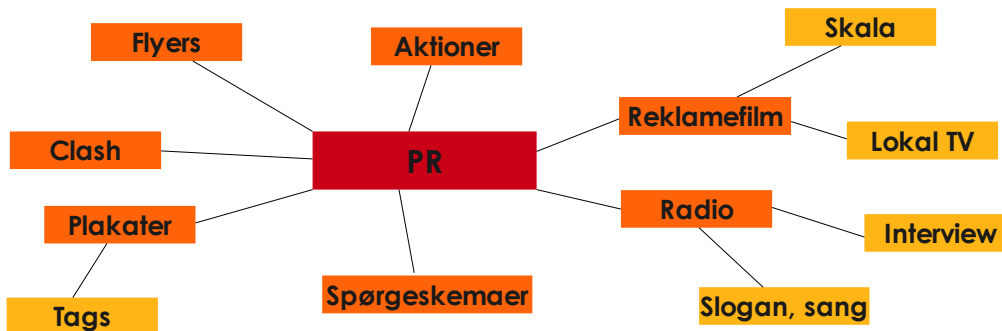 Skala
Flyers
Aktioner
Reklamefilm
Clash
PR
Lokal TV
Plakater
Radio
Interview
Spørgeskemaer
Slogan, sang
Tags